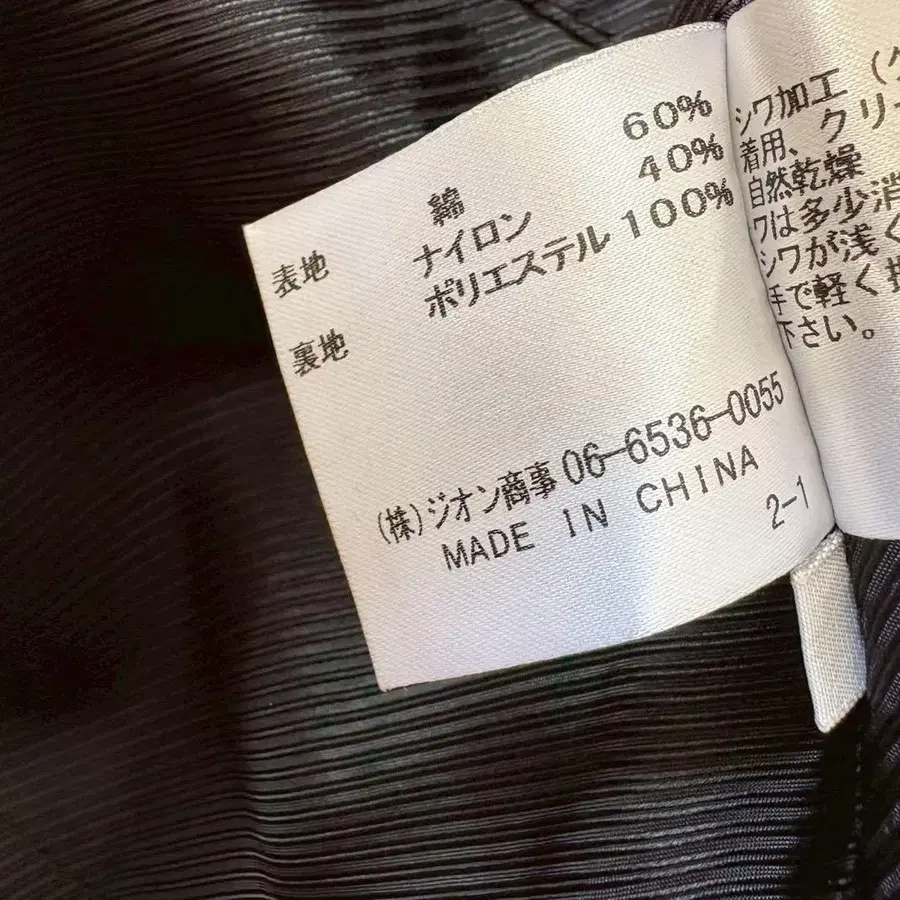 表地 綿 60%
ナイロン 40%
裏地 ポリエステル 100%
(株)ジオン商事 06-6536-0055
MADE IN CHINA
2-1
シワ加工(
着用、クリ
自然乾燥
ワは多少消
シワが浅く
手で軽く
下さい。